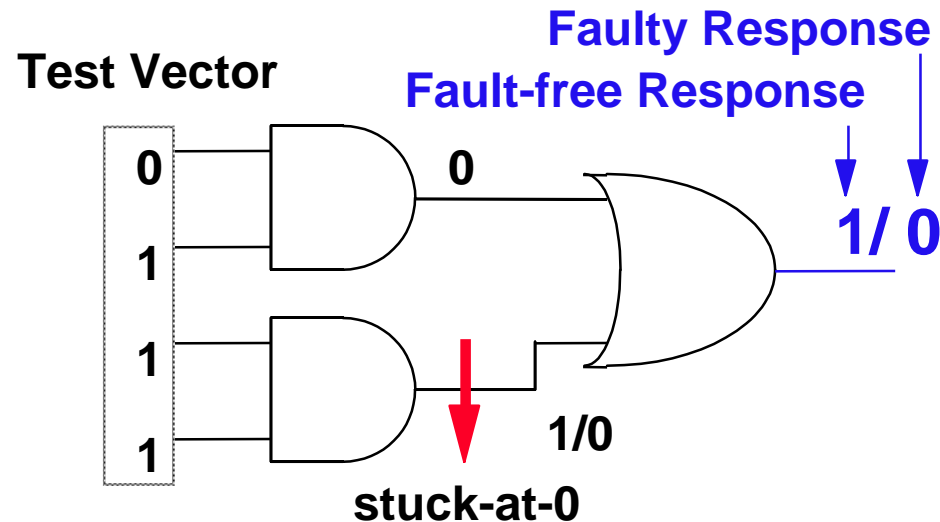 Faulty Response
Test Vector
Fault-free Response
0
0
1/ 0
1
1
1/0
1
stuck-at-0